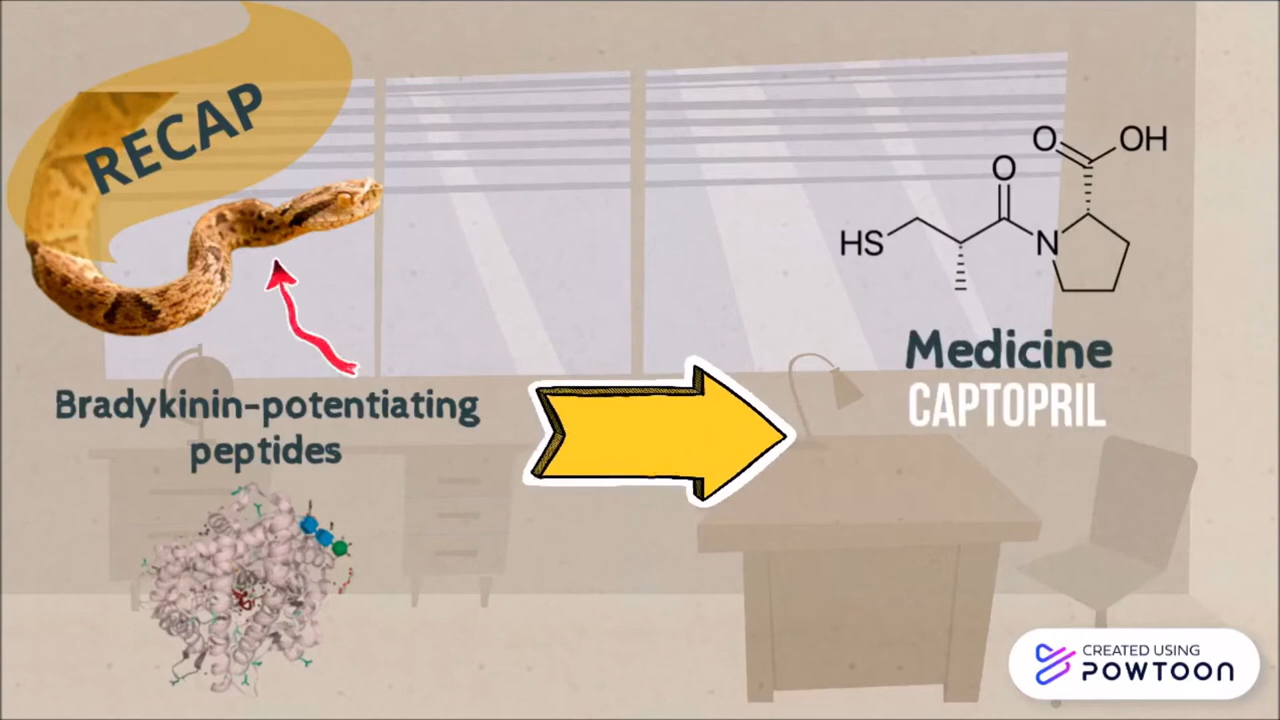 RECAP
Bradykinin-potentiating
peptides
O
OH
O
HS
N
Medicine
CAPTOPRIL
CREATED USING
POWTOON